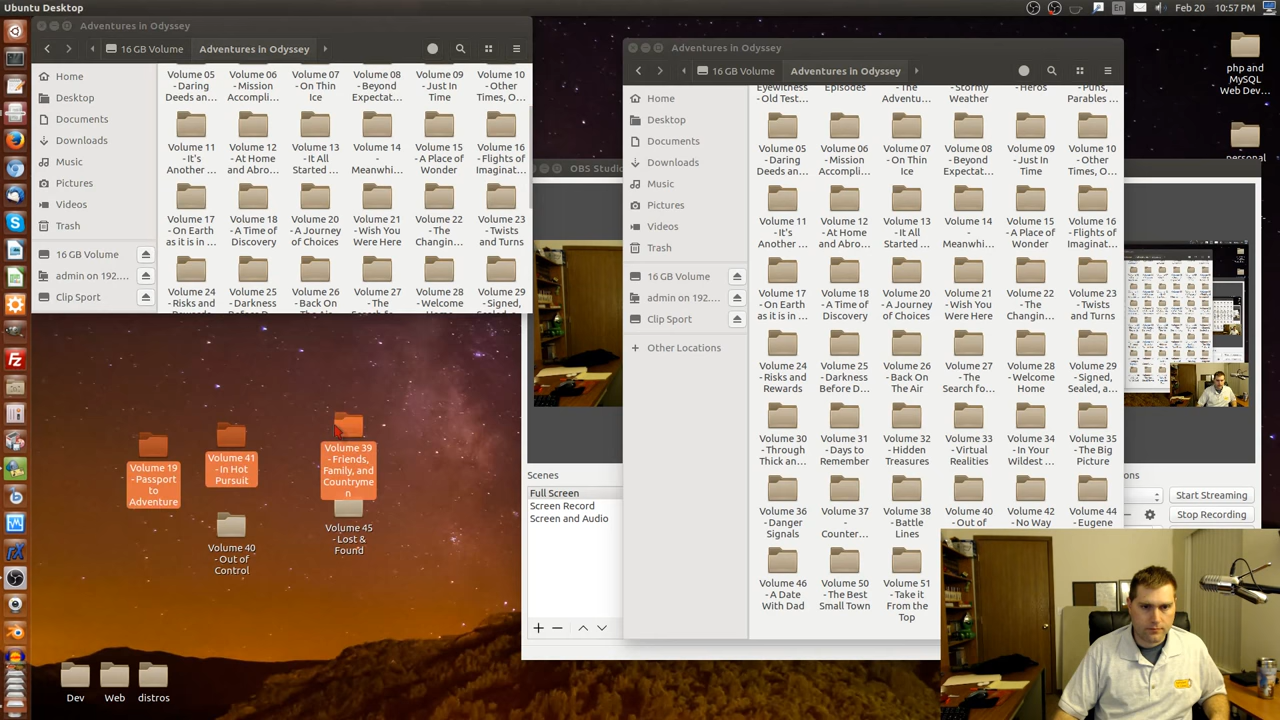 Ubuntu Desktop
En
Feb 20
10:57 PM
Adventures in Odyssey
16 GB Volume
Adventures in Odyssey
Home
Desktop
Documents
Downloads
Music
Pictures
Videos
Trash
16 GB Volume
admin on 192....
Clip Sport
Volume 05 - Daring Deeds an...
Volume 06 - Mission Accompli...
Volume 07 - On Thin Ice
Volume 08 - Beyond Expectat...
Volume 09 - Just In Time
Volume 10 - Other Times, O...
Volume 11 - It's Another ...
Volume 12 - At Home and Abro...
Volume 13 - It All Started ...
Volume 14 - Meanwhi...
Volume 15 - A Place of Wonder
Volume 16 - Flights of Imaginat...
Volume 17 - On Earth as it is in ...
Volume 18 - A Time of Discovery
Volume 20 - A Journey of Choices
Volume 21 - Wish You Were Here
Volume 22 - The Changin...
Volume 23 - Twists and Turns
Volume 24 - Risks and Rewards
Volume 25 - Darkness Before D...
Volume 26 - Back On The Air
Volume 27 - The Search fo...
Volume 28 - Welcome Home
Volume 29 - Signed, Sealed, a...
Adventures in Odyssey
16 GB Volume
Adventures in Odyssey
Home
Desktop
Documents
Downloads
Music
Pictures
Videos
Trash
16 GB Volume
admin on 192....
Clip Sport
Other Locations
Eyewitness - Old Test...
Episodes
- The Adventu...
- Stormy Weather
- Heros
- Puns, Parables ...
Volume 05 - Daring Deeds an...
Volume 06 - Mission Accompli...
Volume 07 - On Thin Ice
Volume 08 - Beyond Expectat...
Volume 09 - Just In Time
Volume 10 - Other Times, O...
Volume 11 - It's Another ...
Volume 12 - At Home and Abro...
Volume 13 - It All Started ...
Volume 14 - Meanwhi...
Volume 15 - A Place of Wonder
Volume 16 - Flights of Imaginat...
Volume 17 - On Earth as it is in ...
Volume 18 - A Time of Discovery
Volume 20 - A Journey of Choices
Volume 21 - Wish You Were Here
Volume 22 - The Changin...
Volume 23 - Twists and Turns
Volume 24 - Risks and Rewards
Volume 25 - Darkness Before D...
Volume 26 - Back On The Air
Volume 27 - The Search fo...
Volume 28 - Welcome Home
Volume 29 - Signed, Sealed, a...
Volume 30 - Through Thick an...
Volume 31 - Days to Remember
Volume 32 - Hidden Treasures
Volume 33 - Virtual Realities
Volume 34 - In Your Wildest ...
Volume 35 - The Big Picture
Volume 36 - Danger Signals
Volume 37 - Counter...
Volume 38 - Battle Lines
Volume 40 - Out of
Volume 42 - No Way
Volume 44 - Eugene
Volume 46 - A Date With Dad
Volume 50 - The Best Small Town
Volume 51 - Take it From the Top
OBS Studio
Scenes
Full Screen
Screen Record
Screen and Audio
Start Streaming
Stop Recording
Volume 19 - Passport to Adventure
Volume 41 - In Hot Pursuit
Volume 39 - Friends, Family, and Countrymen
Volume 40 - Out of Control
Volume 45 - Lost & Found
Dev
Web
distros
php and MySQL Web Dev...
personal